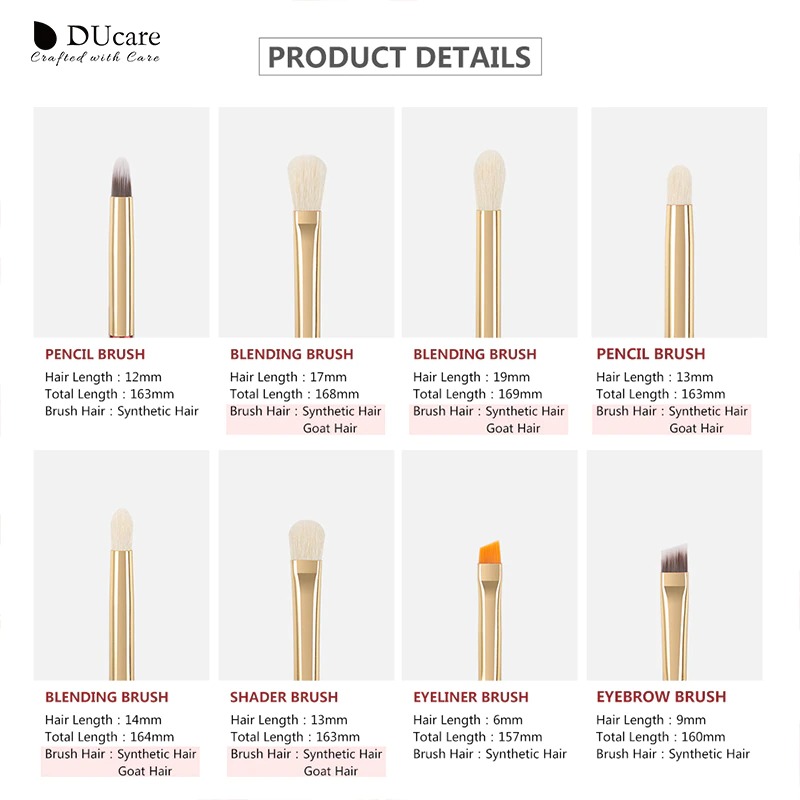 DUcare
Crafted with Care
PRODUCT DETAILS
PENCIL BRUSH
Hair Length : 12mm
Total Length : 163mm
Brush Hair : Synthetic Hair
BLENDING BRUSH
Hair Length : 17mm
Total Length : 168mm
Brush Hair : Synthetic Hair
Goat Hair
BLENDING BRUSH
Hair Length : 19mm
Total Length : 169mm
Brush Hair : Synthetic Hair
Goat Hair
PENCIL BRUSH
Hair Length : 13mm
Total Length : 163mm
Brush Hair : Synthetic Hair
Goat Hair
BLENDING BRUSH
Hair Length : 14mm
Total Length : 164mm
Brush Hair : Synthetic Hair
Goat Hair
SHADER BRUSH
Hair Length : 13mm
Total Length : 163mm
Brush Hair : Synthetic Hair
Goat Hair
EYELINER BRUSH
Hair Length : 6mm
Total Length : 157mm
Brush Hair : Synthetic Hair
EYEBROW BRUSH
Hair Length : 9mm
Total Length : 160mm
Brush Hair : Synthetic Hair